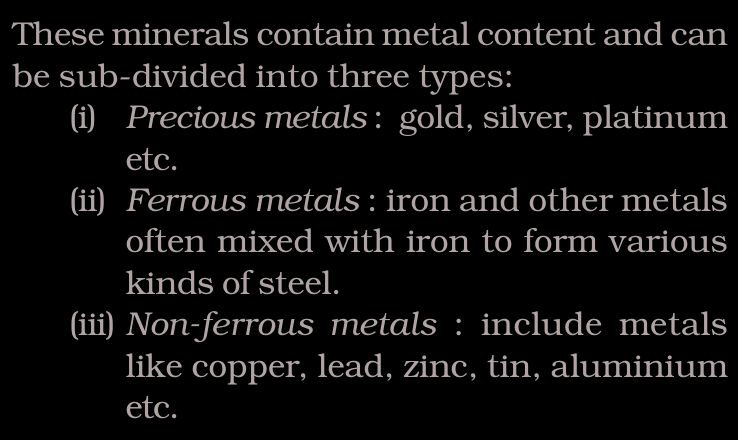 These minerals contain metal content and can
be sub-divided into three types:
(i) Precious metals : gold, silver, platinum
etc.
(ii) Ferrous metals : iron and other metals
often mixed with iron to form various
kinds of steel.
(iii) Non-ferrous metals : include metals
like copper, lead, zinc, tin, aluminium
etc.